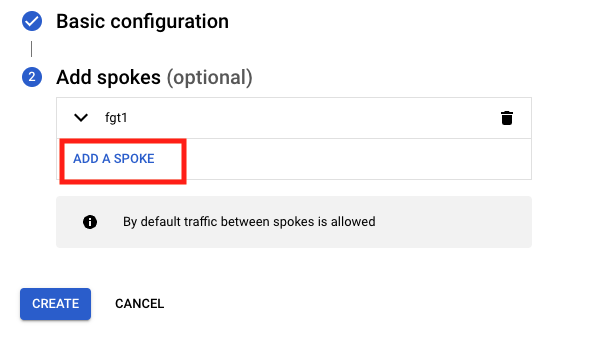 Basic configuration
2 Add spokes (optional)
fgt1
ADD A SPOKE
By default traffic between spokes is allowed
CREATE CANCEL